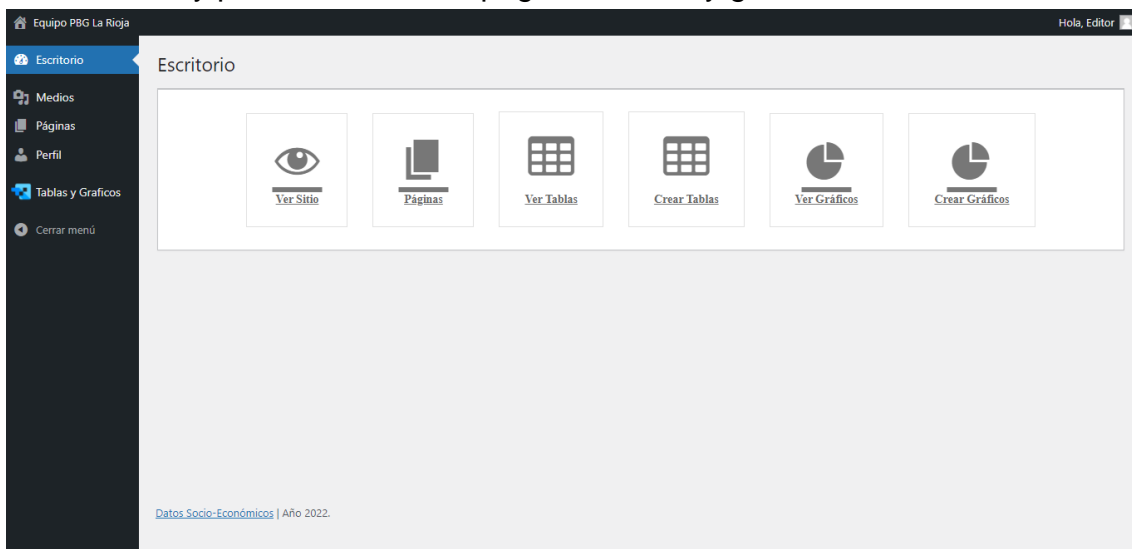 Equipo PBG La Rioja
Hola, Editor
Escritorio
Medios
Páginas
Perfil
Tablas y Graficos
Cerrar menú
Escritorio
Ver Sitio
Páginas
Ver Tablas
Crear Tablas
Ver Gráficos
Crear Gráficos
Datos Socio-Económicos | Año 2022.